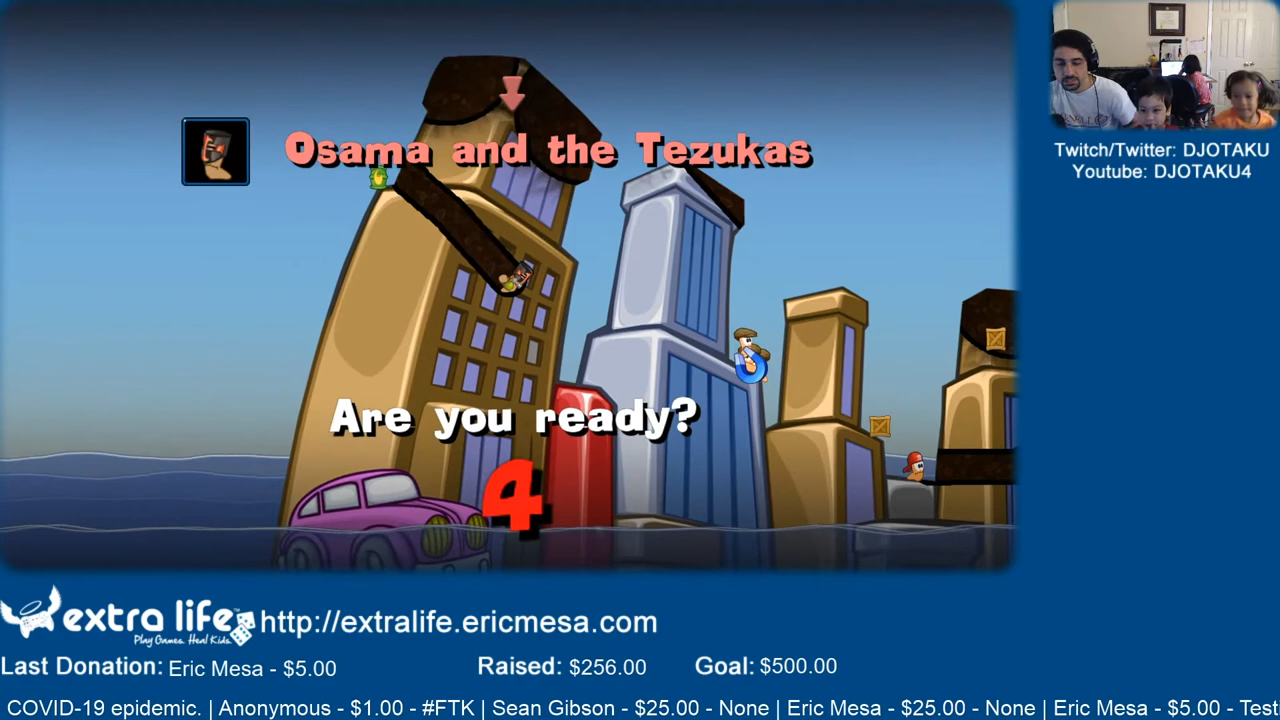 Osama and the Tezukas
Are you ready?
4
Twitch/Twitter: DJOTAKU
Youtube: DJOTAKU4
extra life
Play Games. Heal Kids.
http://extralife.ericmesa.com
Last Donation: Eric Mesa - $5.00 Raised: $256.00 Goal: $500.00
COVID-19 epidemic. | Anonymous - $1.00 - #FTK | Sean Gibson - $25.00 - None | Eric Mesa - $25.00 - None | Eric Mesa - $5.00 - Test